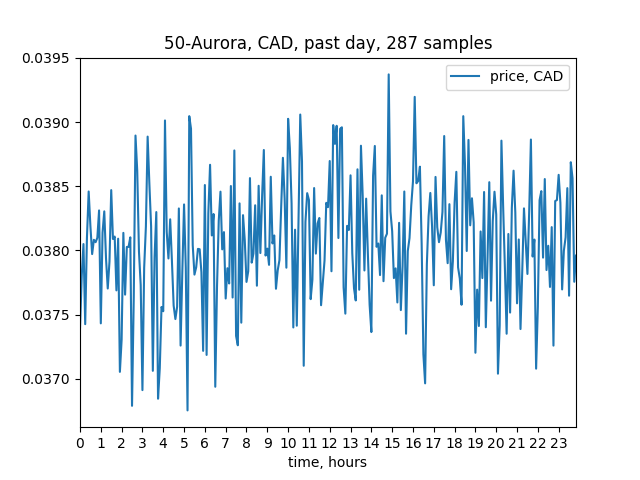 50-Aurora, CAD, past day, 287 samples
price, CAD
0.0395
0.0390
0.0385
0.0380
0.0375
0.0370
0 1 2 3 4 5 6 7 8 9 10 11 12 13 14 15 16 17 18 19 20 21 22 23
time, hours